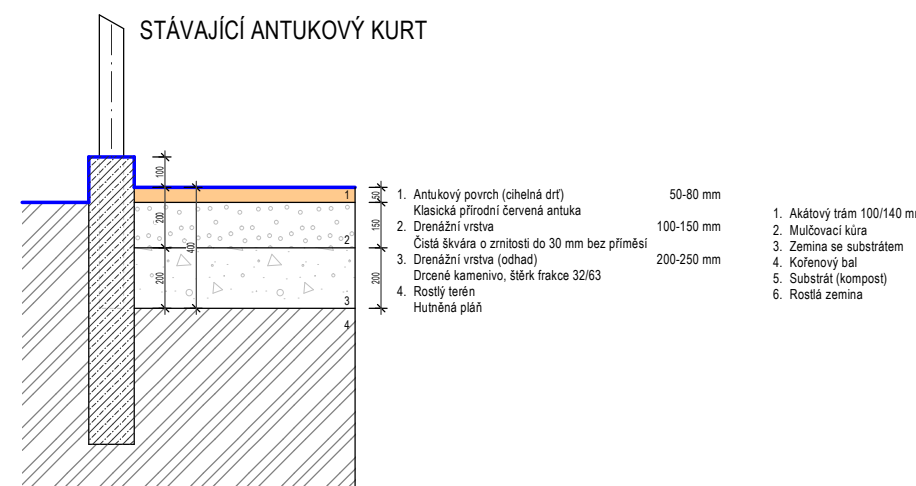 STÁVAJÍCÍ ANTUKOVÝ KURT
100
200
400
200
50
150
200
1
2
3
4
1. Antukový povrch (cihelná drť) 50-80 mm
Klasická přírodní červená antuka
2. Drenážní vrstva 100-150 mm
Čistá škvára o zrnitosti do 30 mm bez příměsí
3. Drenážní vrstva (odhad) 200-250 mm
Drcené kamenivo, štěrk frakce 32/63
4. Rostlý terén
Hutněná pláň
1. Akátový trám 100/140 m
2. Mulčovací kůra
3. Zemina se substrátem
4. Kořenový bal
5. Substrát (kompost)
6. Rostlá zemina